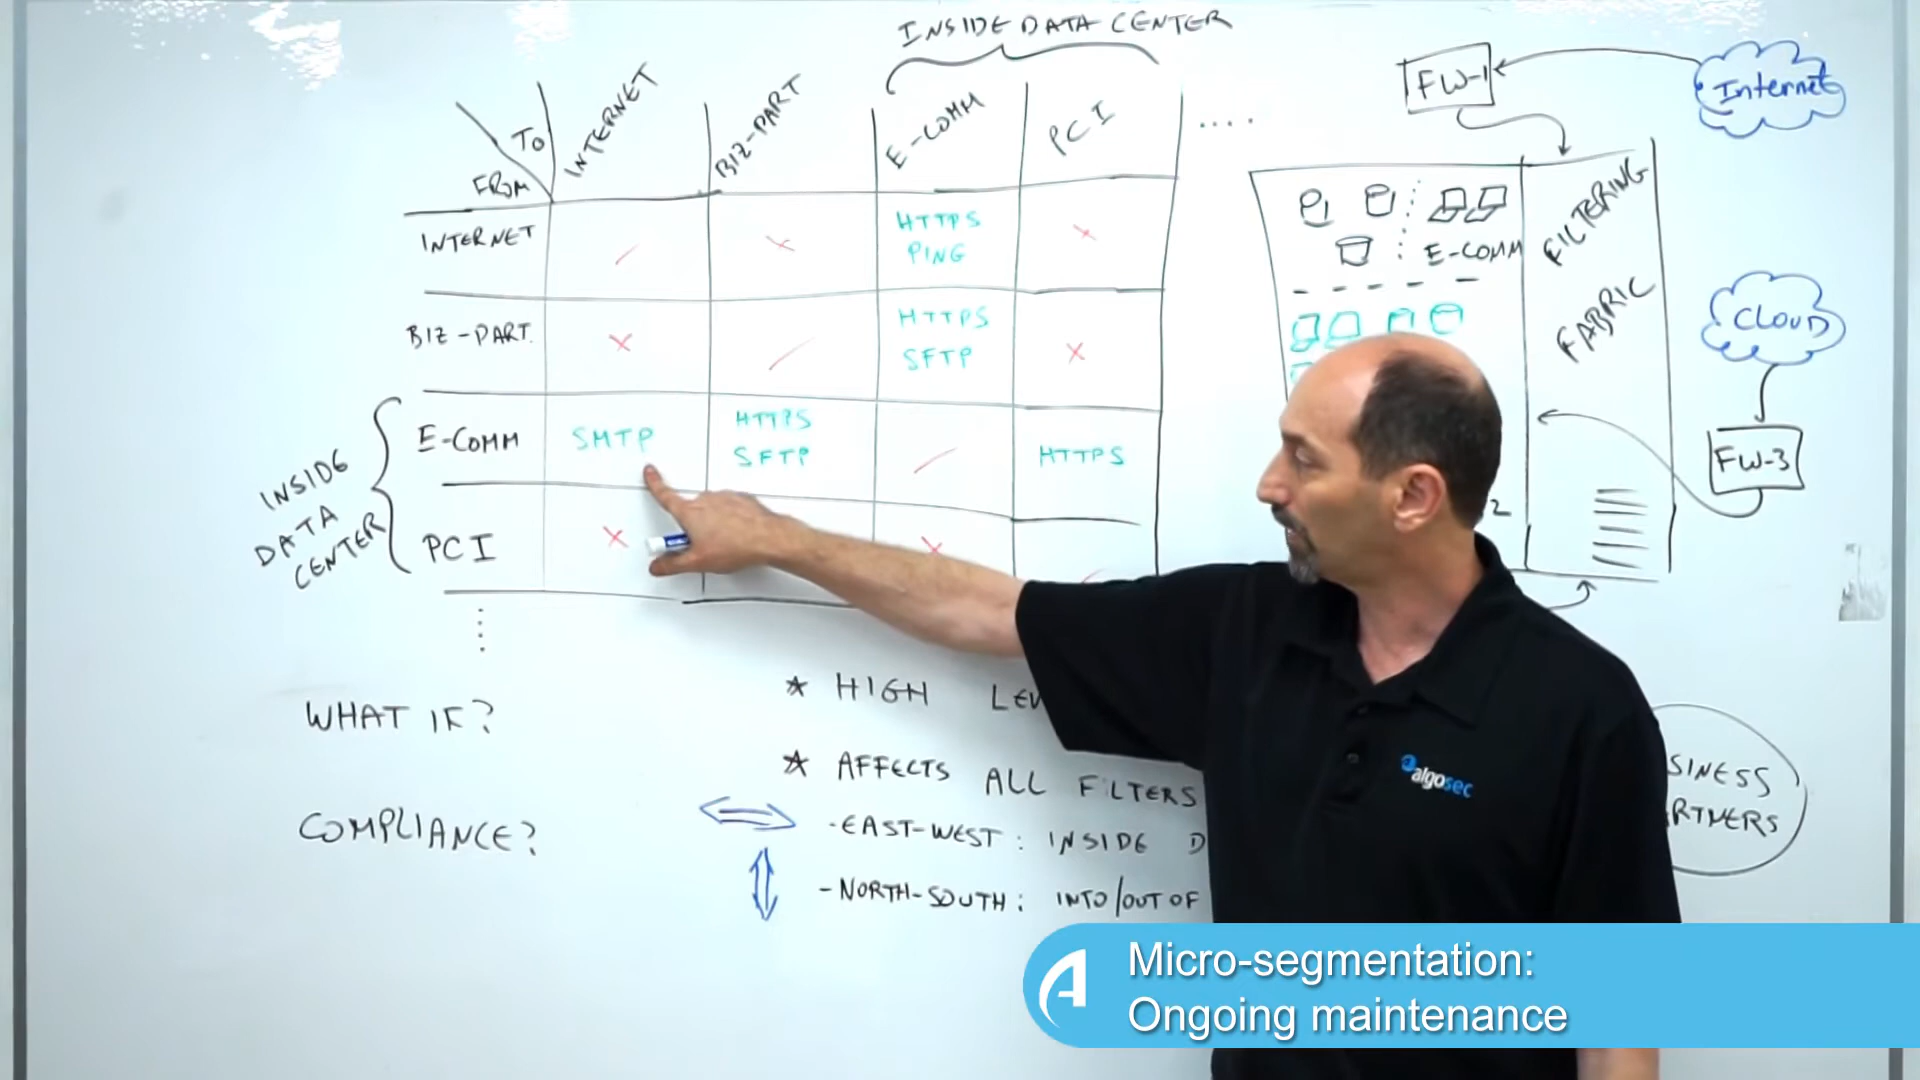 INSIDE DATA CENTER
TO
FROM
INTERNET
BIZ-PART
E-COMM
PCI
....
INTERNET
HTTPS
PING
BIZ-PART.
HTTPS
SFTP
INSIDE
DATA
CENTER
E-COMM
SMTP
HTTPS
SFTP
HTTPS
PCI
WHAT IF?
COMPLIANCE?
* HIGH LEV
* AFFECTS ALL FILTERS
-EAST-WEST: INSIDE D
-NORTH-SOUTH: INTO/OUT OF
FW-1
Internet
E-COMM
FILTERING
FABRIC
CLOUD
FW-3
2
SINESS
RTNERS
algosec
Micro-segmentation:
Ongoing maintenance